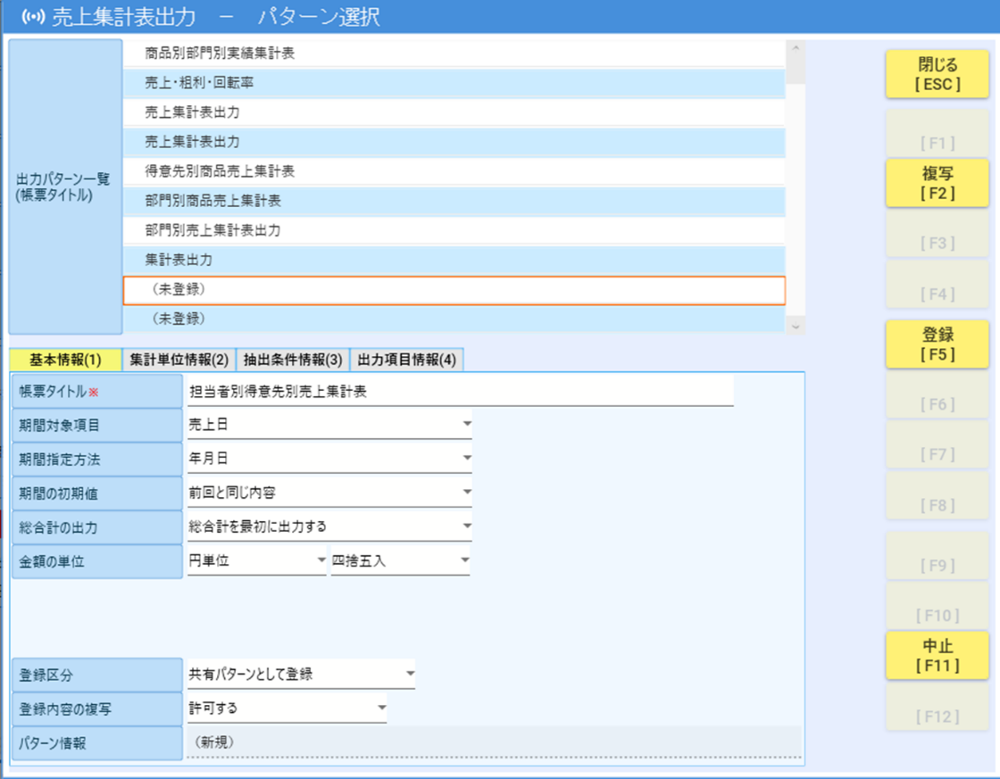 売上集計表出力 － パターン選択
出力パターン一覧
(帳票タイトル)
商品別部門別実績集計表
売上・粗利・回転率
売上集計表出力
売上集計表出力
得意先別商品売上集計表
部門別商品売上集計表
部門別売上集計表出力
集計表出力
（未登録）
（未登録）
基本情報(1) 集計単位情報(2) 抽出条件情報(3) 出力項目情報(4)
帳票タイトル※ 担当者別得意先別売上集計表
期間対象項目 売上日
期間指定方法 年月日
期間の初期値 前回と同じ内容
総合計の出力 総合計を最初に出力する
金額の単位 円単位 四捨五入
登録区分 共有パターンとして登録
登録内容の複写 許可する
パターン情報 （新規）
閉じる
[ ESC ]
[ F1 ]
複写
[ F2 ]
[ F3 ]
[ F4 ]
登録
[ F5 ]
[ F6 ]
[ F7 ]
[ F8 ]
[ F9 ]
[ F10 ]
中止
[ F11 ]
[ F12 ]